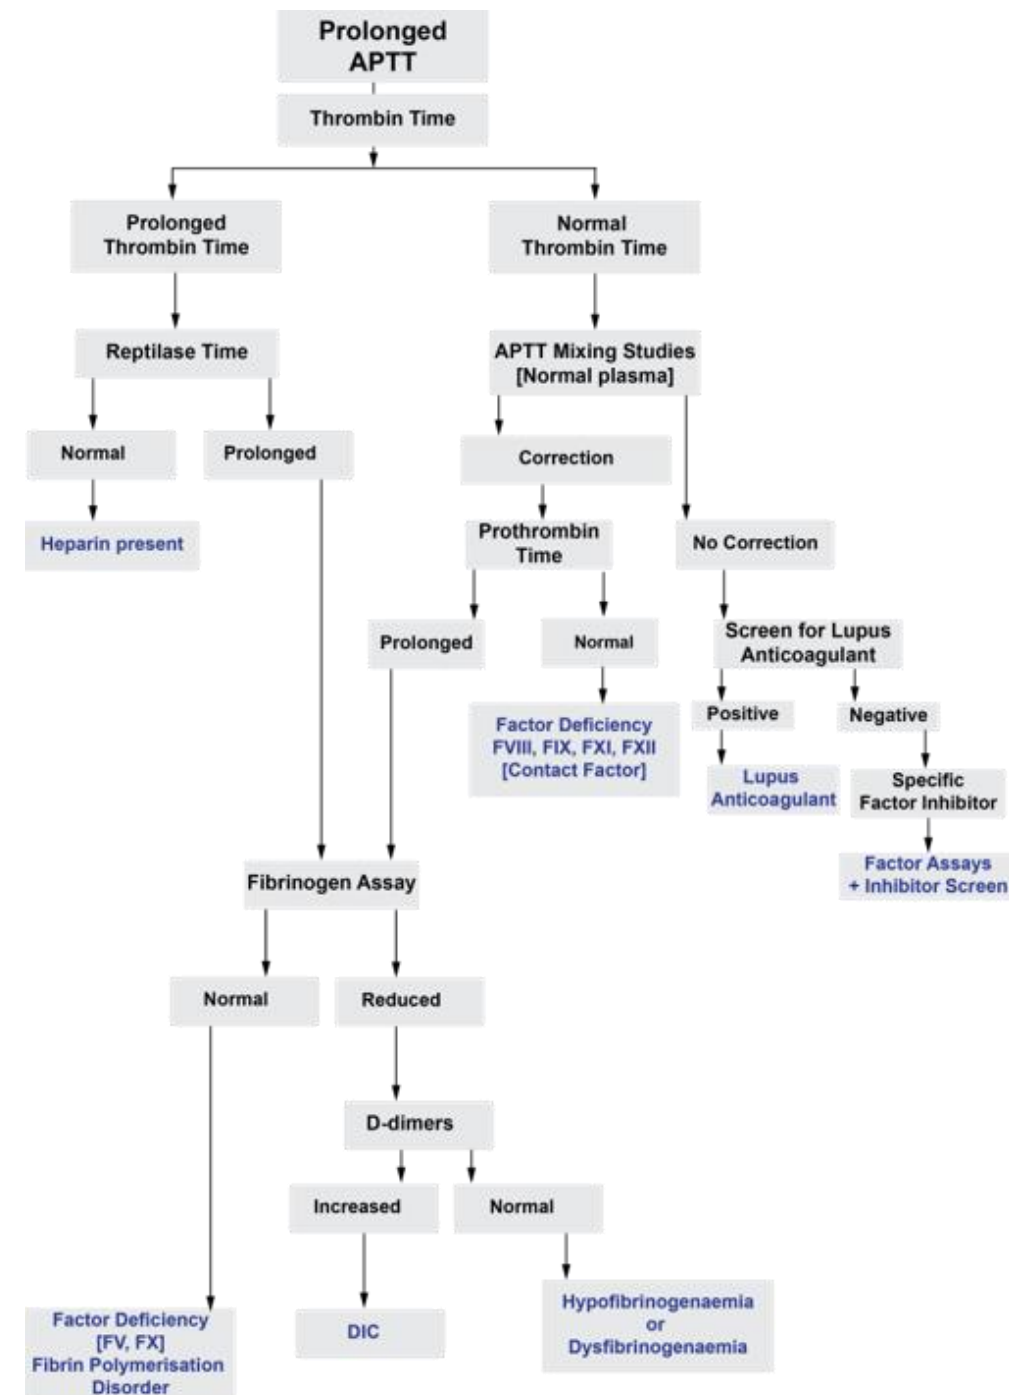 Prolonged
APTT
Thrombin Time
Prolonged
Thrombin Time
Normal
Thrombin Time
Reptilase Time
APTT Mixing Studies
[Normal plasma]
Normal
Prolonged
Correction
Heparin present
Prothrombin
Time
No Correction
Prolonged
Normal
Screen for Lupus
Anticoagulant
Positive
Negative
Factor Deficiency
FVIII, FIX, FXI, FXII
[Contact Factor]
Lupus
Anticoagulant
Specific
Factor Inhibitor
Factor Assays
+ Inhibitor Screen
Fibrinogen Assay
Normal
Reduced
D-dimers
Increased
Normal
Factor Deficiency
[FV, FX]
Fibrin Polymerisation
Disorder
DIC
Hypofibrinogenaemia
or
Dysfibrinogenaemia